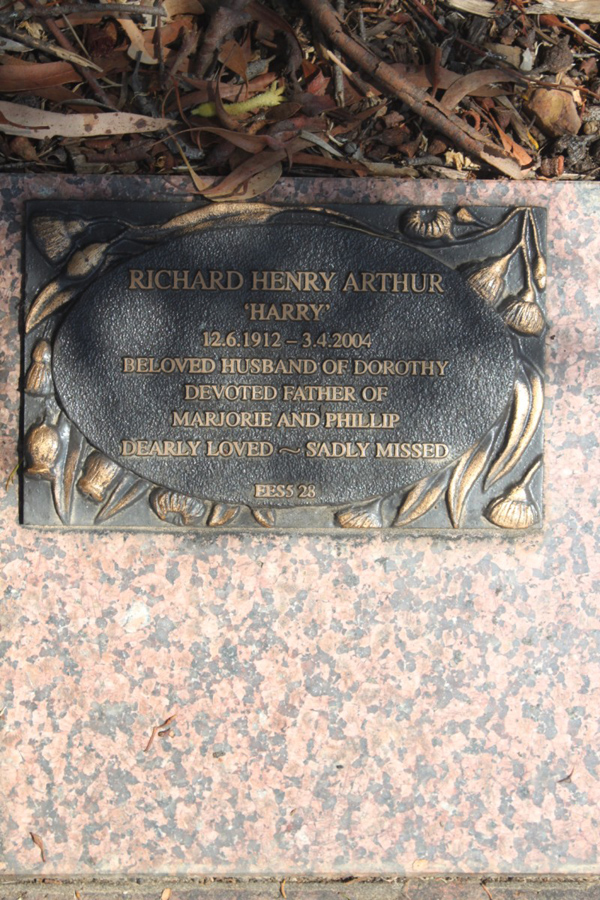 RICHARD HENRY ARTHUR
'HARRY'
12.6.1912 – 3.4.2004
BELOVED HUSBAND OF DOROTHY
DEVOTED FATHER OF
MARJORIE AND PHILLIP
DEARLY LOVED ~ SADLY MISSED
EES5 28